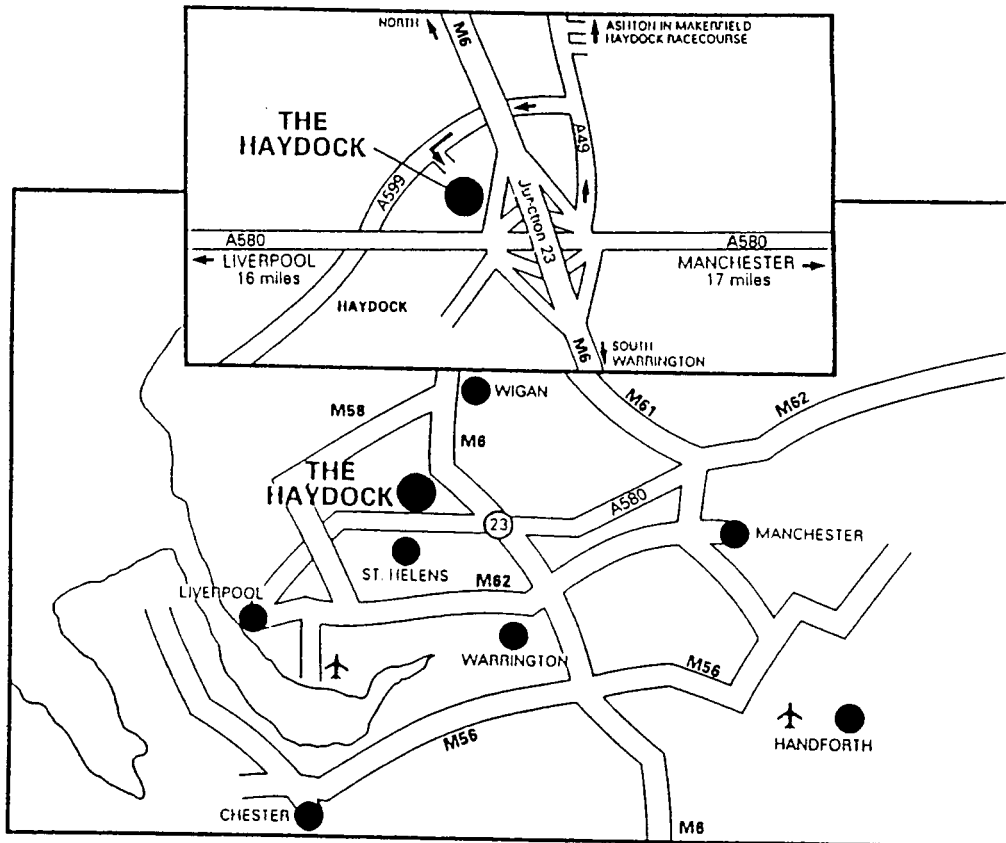 NORTH
M6
ASHTON IN MAKERFIELD
HAYDOCK RACECOURSE
THE
HAYDOCK
A49
A599
Junction 23
A580
LIVERPOOL
16 miles
A580
MANCHESTER
17 miles
HAYDOCK
M6
SOUTH
WARRINGTON
WIGAN
M58
M61
M62
M6
THE
HAYDOCK
A580
23
MANCHESTER
ST. HELENS
M62
LIVERPOOL
WARRINGTON
M56
M56
HANDFORTH
CHESTER
M6